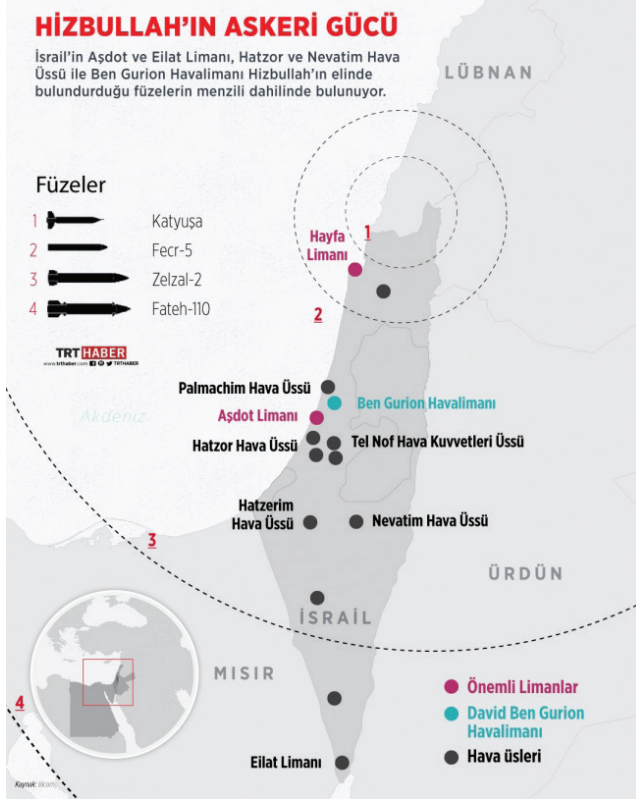 HİZBULLAH'IN ASKERİ GÜCÜ
İsrail'in Aşdot ve Eilat Limanı, Hatzor ve Nevatim Hava
Üssü ile Ben Gurion Havalimanı Hizbullah'ın elinde
bulundurduğu füzelerin menzili dahilinde bulunuyor.
LÜBNAN
Füzeler
1 Katyuşa
2 Fecr-5
3 Zelzal-2
4 Fateh-110
TRT HABER
www.trthaber.com TRTHABER
1
Hayfa
Limanı
2
Palmachim Hava Üssü
Ben Gurion Havalimanı
Akdeniz
Aşdot Limanı
Hatzor Hava Üssü
Tel Nof Hava Kuvvetleri Üssü
Hatzerim
Hava Üssü
Nevatim Hava Üssü
3
ÜRDÜN
İSRAİL
MISIR
4
Önemli Limanlar
David Ben Gurion
Havalimanı
Hava üsleri
Eilat Limanı
Kaynak: